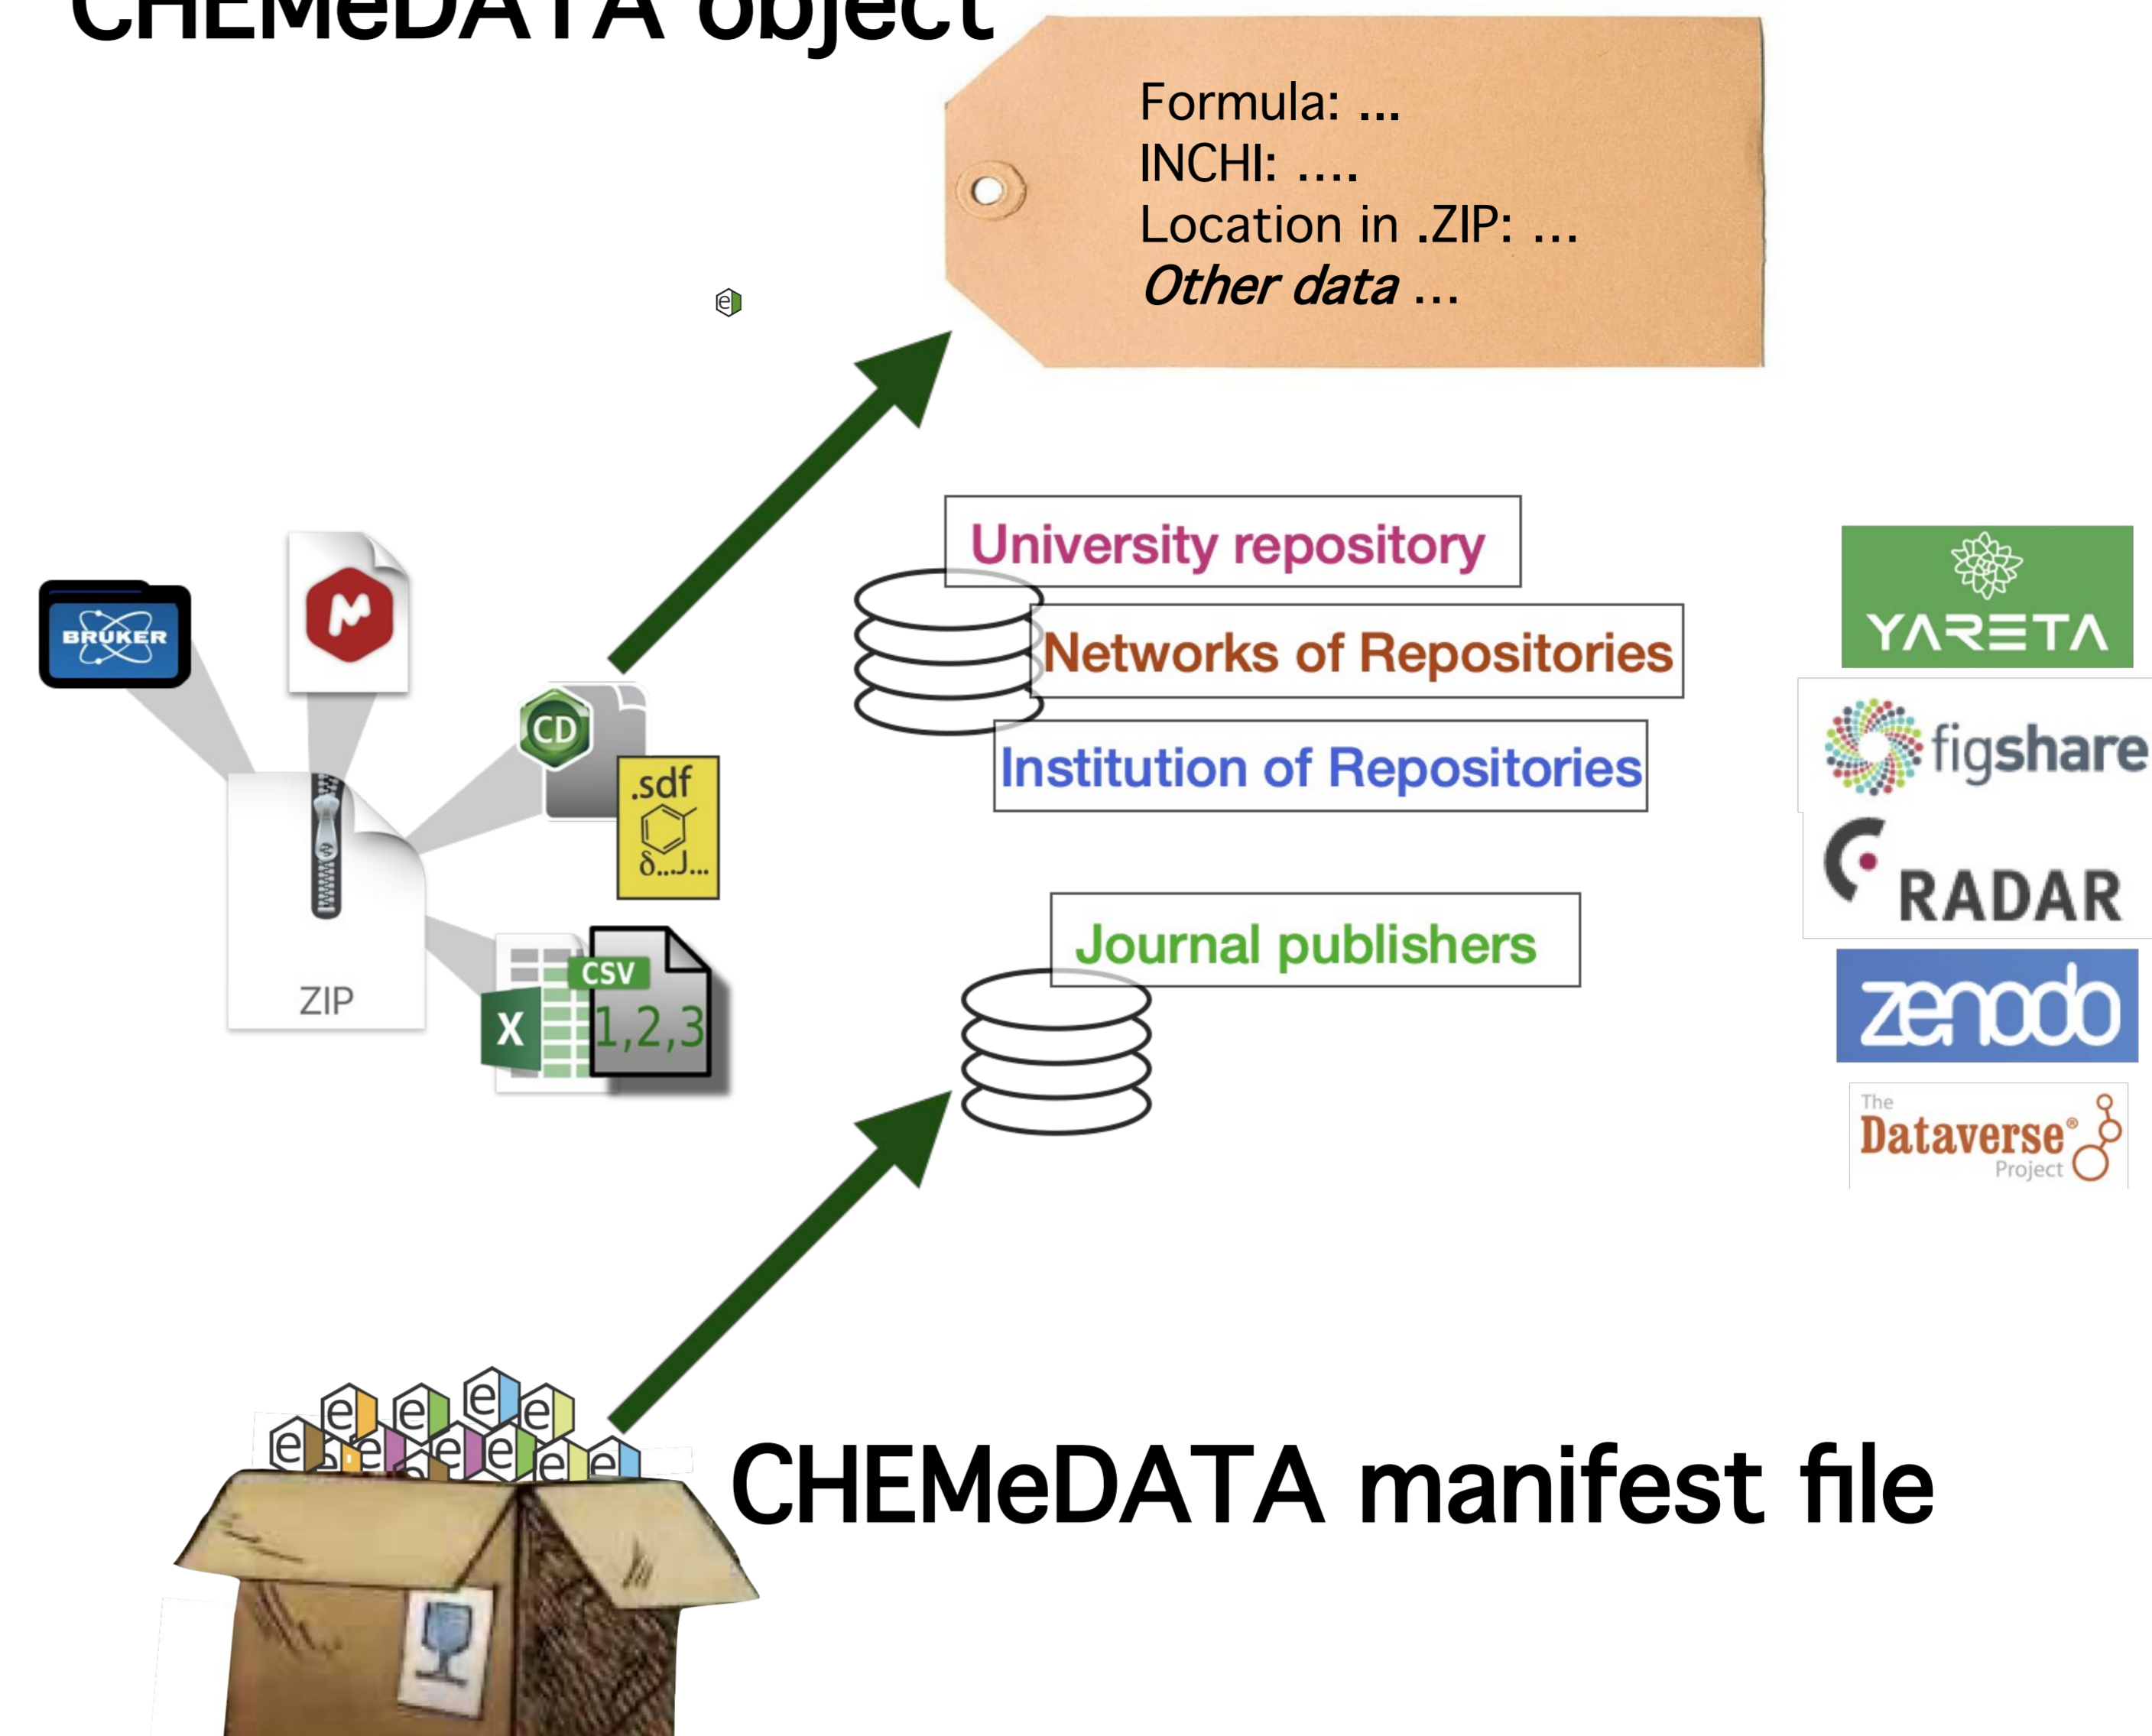 CHEMeDATA object
Formula: ...
INCHI: ....
Location in .ZIP: ...
Other data ...
e
University repository
Networks of Repositories
Institution of Repositories
Journal publishers
BRUKER
CD
.sdf
δ...J...
ZIP
X
CSV
1,2,3
YARETA
figshare
RADAR
zenodo
The
Dataverse®
Project
e e e e
e e e e e e
CHEMeDATA manifest file